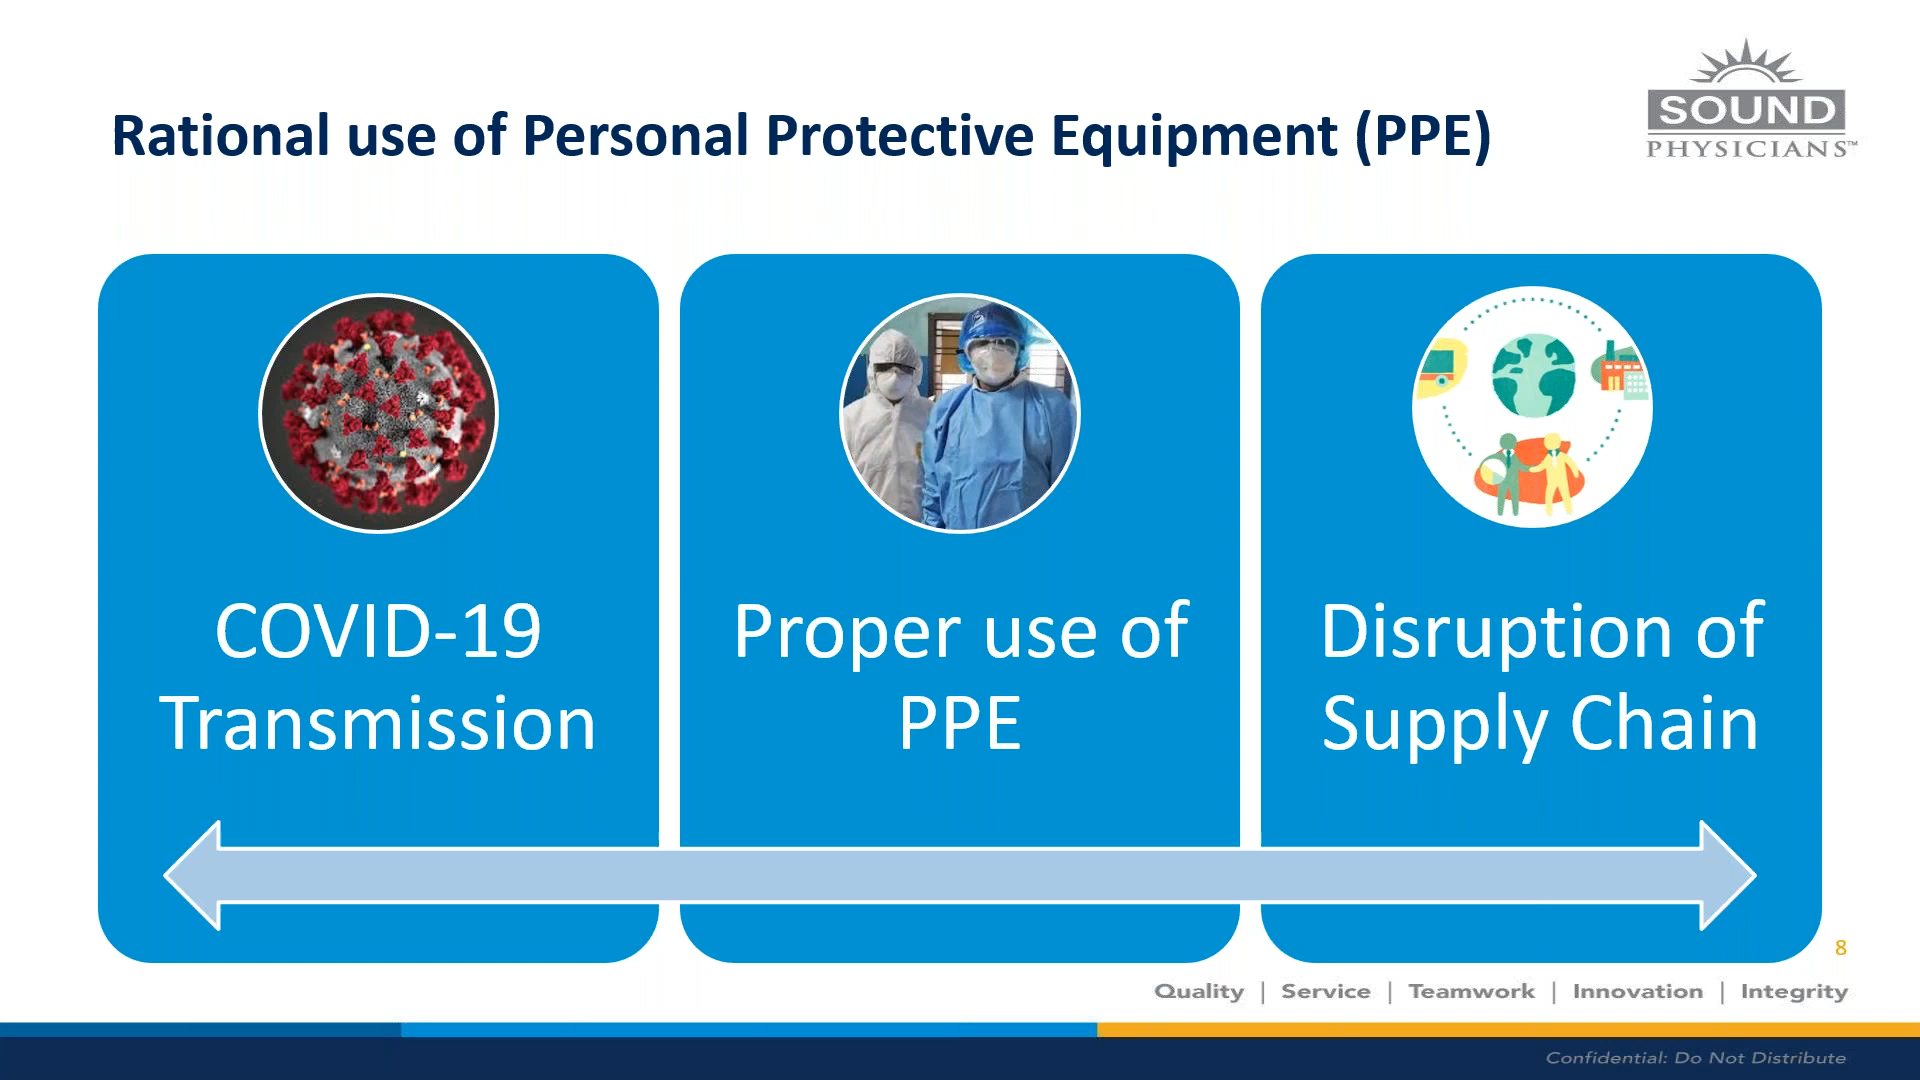 SOUND
PHYSICIANS™
Rational use of Personal Protective Equipment (PPE)
COVID-19
Transmission
Proper use of
PPE
Disruption of
Supply Chain
8
Quality | Service | Teamwork | Innovation | Integrity
Confidential: Do Not Distribute